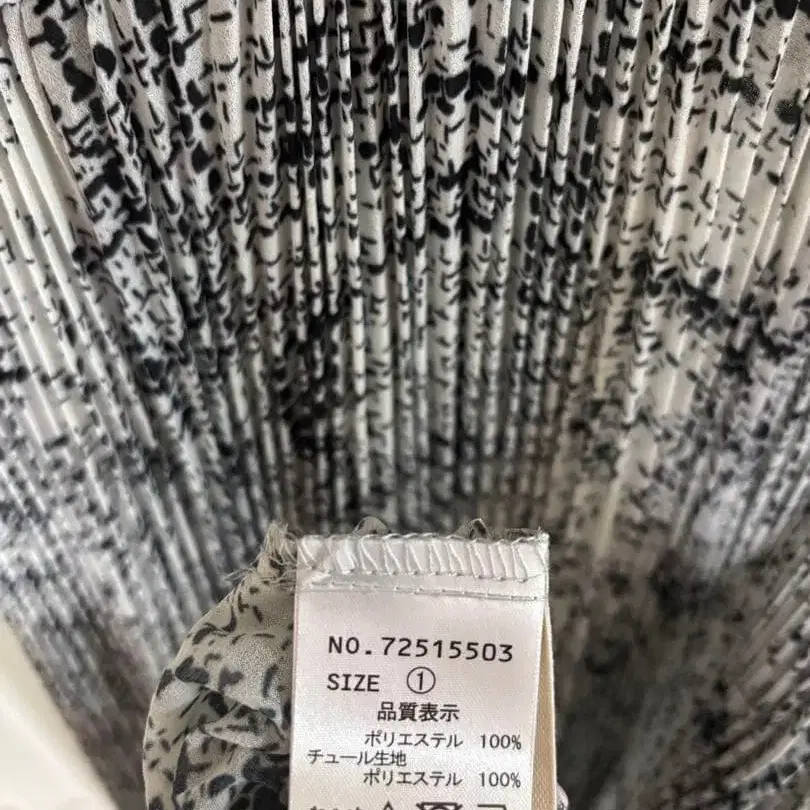 NO.72515503
SIZE ①
品質表示
ポリエステル 100%
チュール生地
ポリエステル 100%